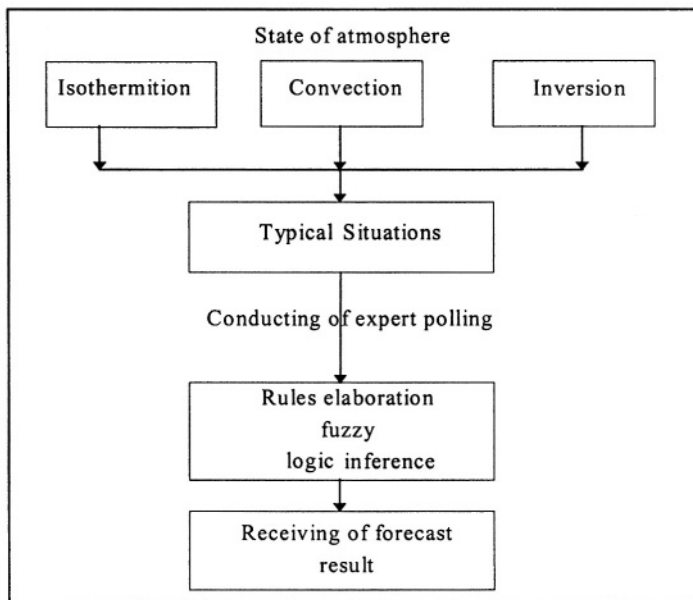 State of atmosphere
Isothermition
Convection
Inversion
Typical Situations
Conducting of expert polling
Rules elaboration
fuzzy
logic inference
Receiving of forecast
result